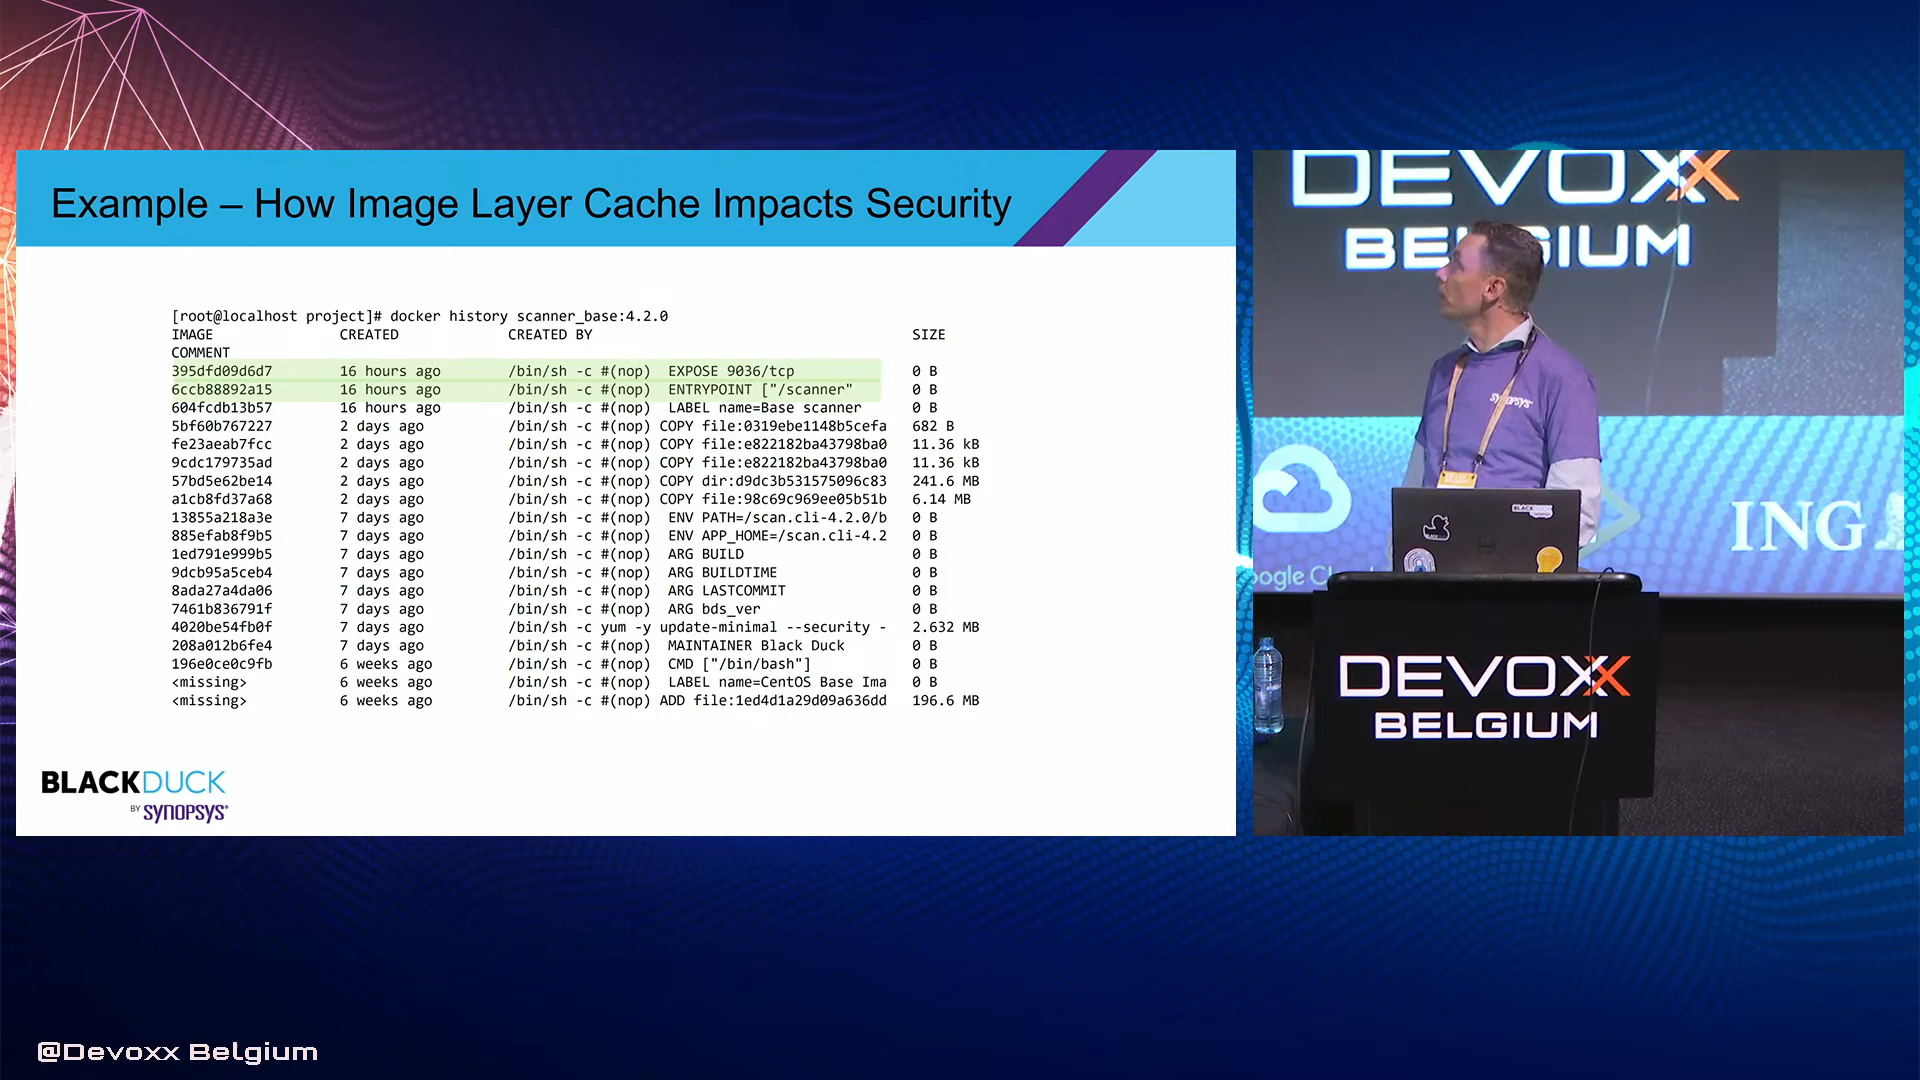 Example – How Image Layer Cache Impacts Security
[root@localhost project]# docker history scanner_base:4.2.0
IMAGE CREATED CREATED BY SIZE
COMMENT
395dfd09d6d7 16 hours ago /bin/sh -c #(nop) EXPOSE 9036/tcp 0 B
6ccb88892a15 16 hours ago /bin/sh -c #(nop) ENTRYPOINT ["/scanner" 0 B
604fcdb13b57 16 hours ago /bin/sh -c #(nop) LABEL name=Base scanner 0 B
5bf60b767227 2 days ago /bin/sh -c #(nop) COPY file:0319ebe1148b5cefa 682 B
fe23aeab7fcc 2 days ago /bin/sh -c #(nop) COPY file:e822182ba43798ba0 11.36 kB
9cdc179735ad 2 days ago /bin/sh -c #(nop) COPY file:e822182ba43798ba0 11.36 kB
57bd5e62be14 2 days ago /bin/sh -c #(nop) COPY dir:d9dc3b531575096c83 241.6 MB
a1cb8fd37a68 2 days ago /bin/sh -c #(nop) COPY file:98c69c969ee05b51b 6.14 MB
13855a218a3e 7 days ago /bin/sh -c #(nop) ENV PATH=/scan.cli-4.2.0/b 0 B
885efab8f9b5 7 days ago /bin/sh -c #(nop) ENV APP_HOME=/scan.cli-4.2 0 B
1ed791e999b5 7 days ago /bin/sh -c #(nop) ARG BUILD 0 B
9dcb95a5ceb4 7 days ago /bin/sh -c #(nop) ARG BUILDTIME 0 B
8ada27a4da06 7 days ago /bin/sh -c #(nop) ARG LASTCOMMIT 0 B
7461b836791f 7 days ago /bin/sh -c #(nop) ARG bds_ver 0 B
4020be54fb0f 7 days ago /bin/sh -c yum -y update-minimal --security - 2.632 MB
208a012b6fe4 7 days ago /bin/sh -c #(nop) MAINTAINER Black Duck 0 B
196e0ce0c9fb 6 weeks ago /bin/sh -c #(nop) CMD ["/bin/bash"] 0 B
<missing> 6 weeks ago /bin/sh -c #(nop) LABEL name=CentOS Base Ima 0 B
<missing> 6 weeks ago /bin/sh -c #(nop) ADD file:1ed4d1a29d09a636dd 196.6 MB
BLACKDUCK
BY SYNOPSYS®
DEVOXX
BELGIUM
SYNOPSYS
ING
DEVOXX
BELGIUM
@Devoxx Belgium